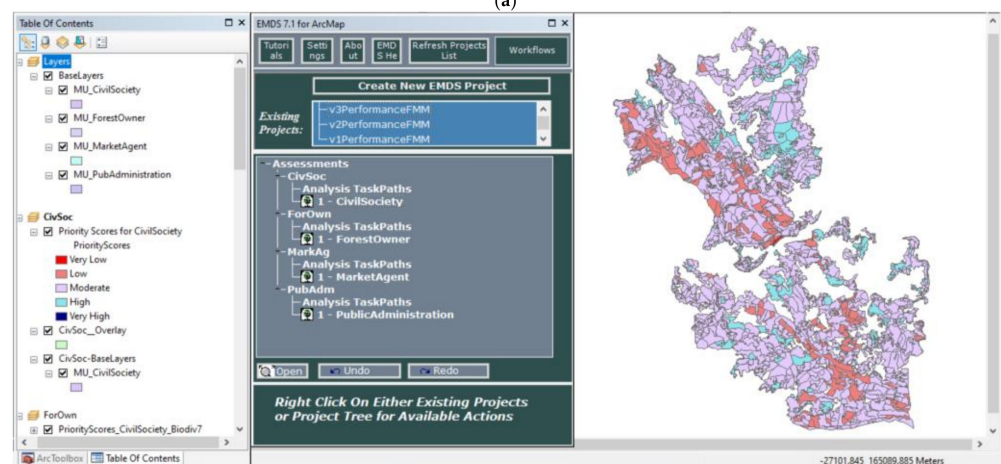 (a)
Table Of Contents
Layers
BaseLayers
MU_CivilSociety
MU_ForestOwner
MU_MarketAgent
MU_PubAdministration
CivSoc
Priority Scores for CivilSociety
PriorityScores
Very Low
Low
Moderate
High
Very High
CivSoc__Overlay
CivSoc-BaseLayers
MU_CivilSociety
ForOwn
PriorityScores_CivilSociety_Biodiv7
ArcToolbox
Table Of Contents
EMDS 7.1 for ArcMap
Tutori
als
Setti
ngs
Abo
ut
EMD
S He
Refresh Projects
List
Workflows
Create New EMDS Project
Existing
Projects:
v3PerformanceFMM
v2PerformanceFMM
v1PerformanceFMM
Assessments
CivSoc
Analysis TaskPaths
1 - CivilSociety
ForOwn
Analysis TaskPaths
1 - ForestOwner
MarkAg
Analysis TaskPaths
1 - MarketAgent
PubAdm
Analysis TaskPaths
1 - PublicAdministration
Open
Undo
Redo
Right Click On Either Existing Projects
or Project Tree for Available Actions
-27101,845 165089,885 Meters